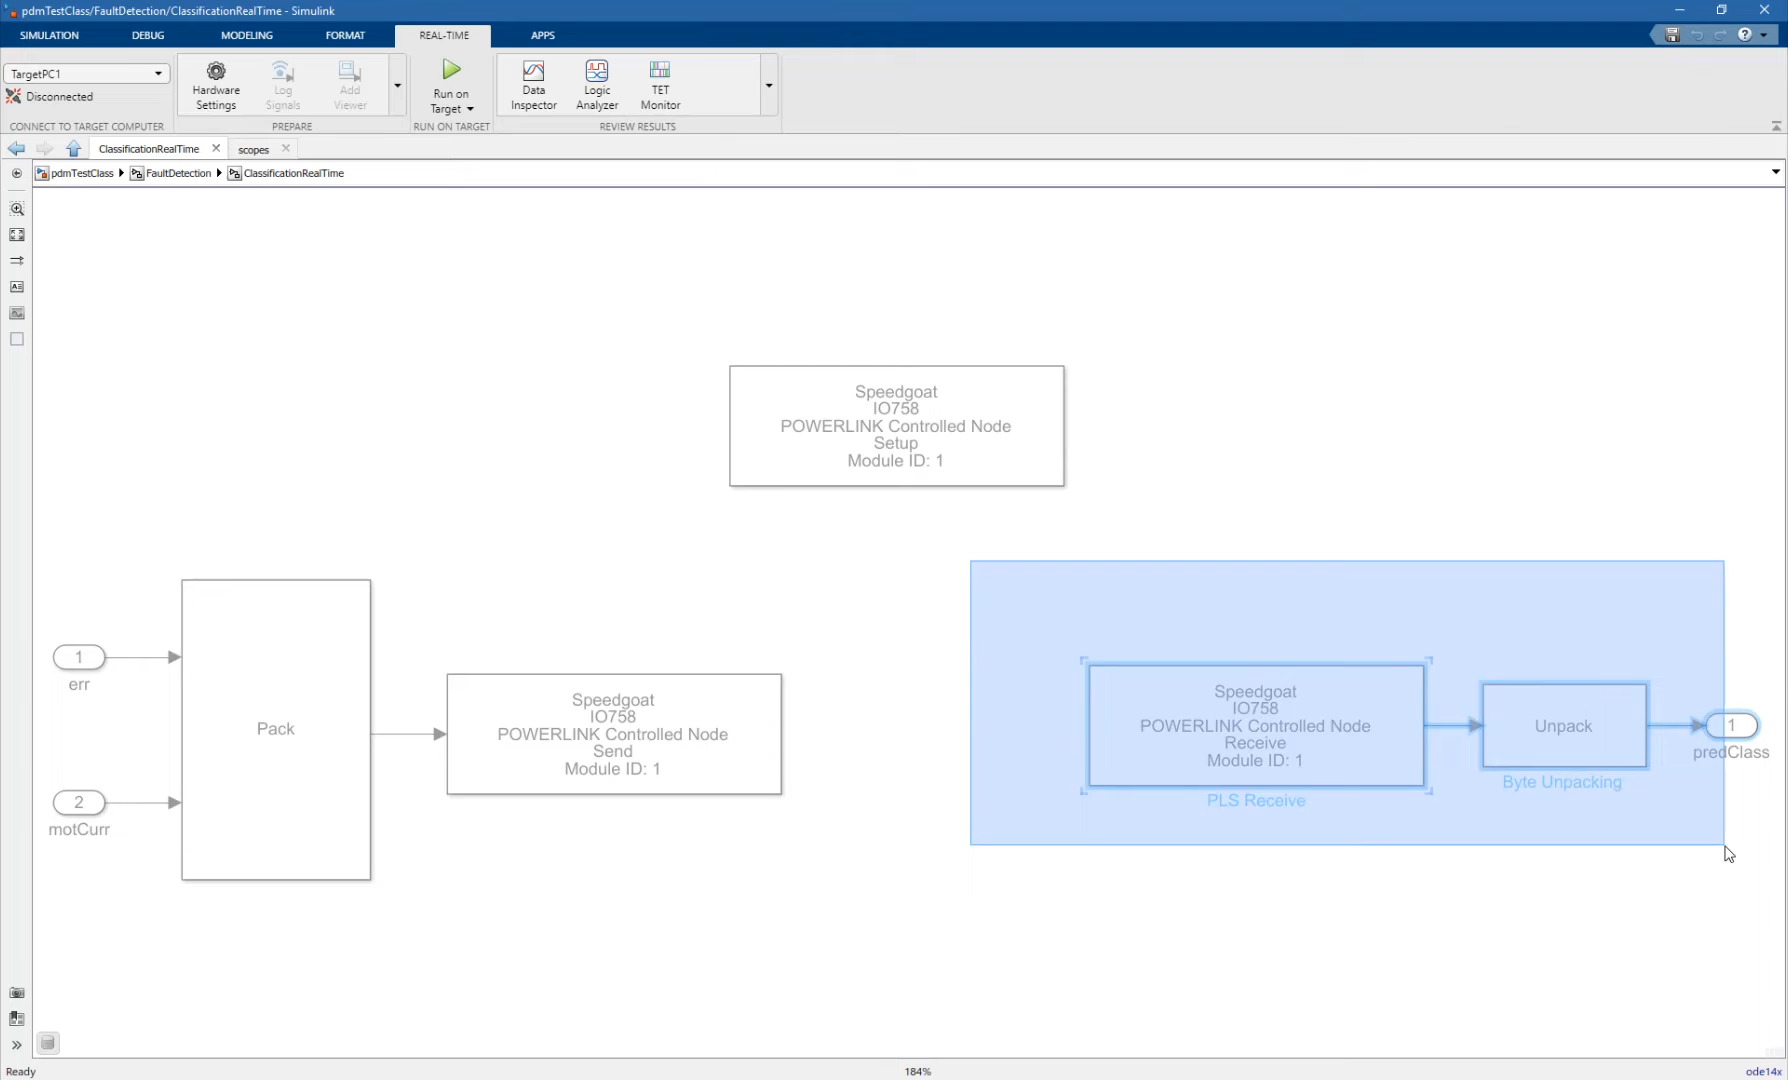 pdmTestClass/FaultDetection/ClassificationRealTime - Simulink
SIMULATION
DEBUG
MODELING
FORMAT
REAL-TIME
APPS
TargetPC1
Disconnected
CONNECT TO TARGET COMPUTER
Hardware
Settings
Log
Signals
Add
Viewer
PREPARE
Run on
Target
RUN ON TARGET
Data
Inspector
Logic
Analyzer
TET
Monitor
REVIEW RESULTS
ClassificationRealTime
scopes
pdmTestClass
FaultDetection
ClassificationRealTime
Speedgoat
IO758
POWERLINK Controlled Node
Setup
Module ID: 1
1
err
2
motCurr
Pack
Speedgoat
IO758
POWERLINK Controlled Node
Send
Module ID: 1
Speedgoat
IO758
POWERLINK Controlled Node
Receive
Module ID: 1
PLS Receive
Unpack
Byte Unpacking
1
predClass
Ready
184%
ode14x